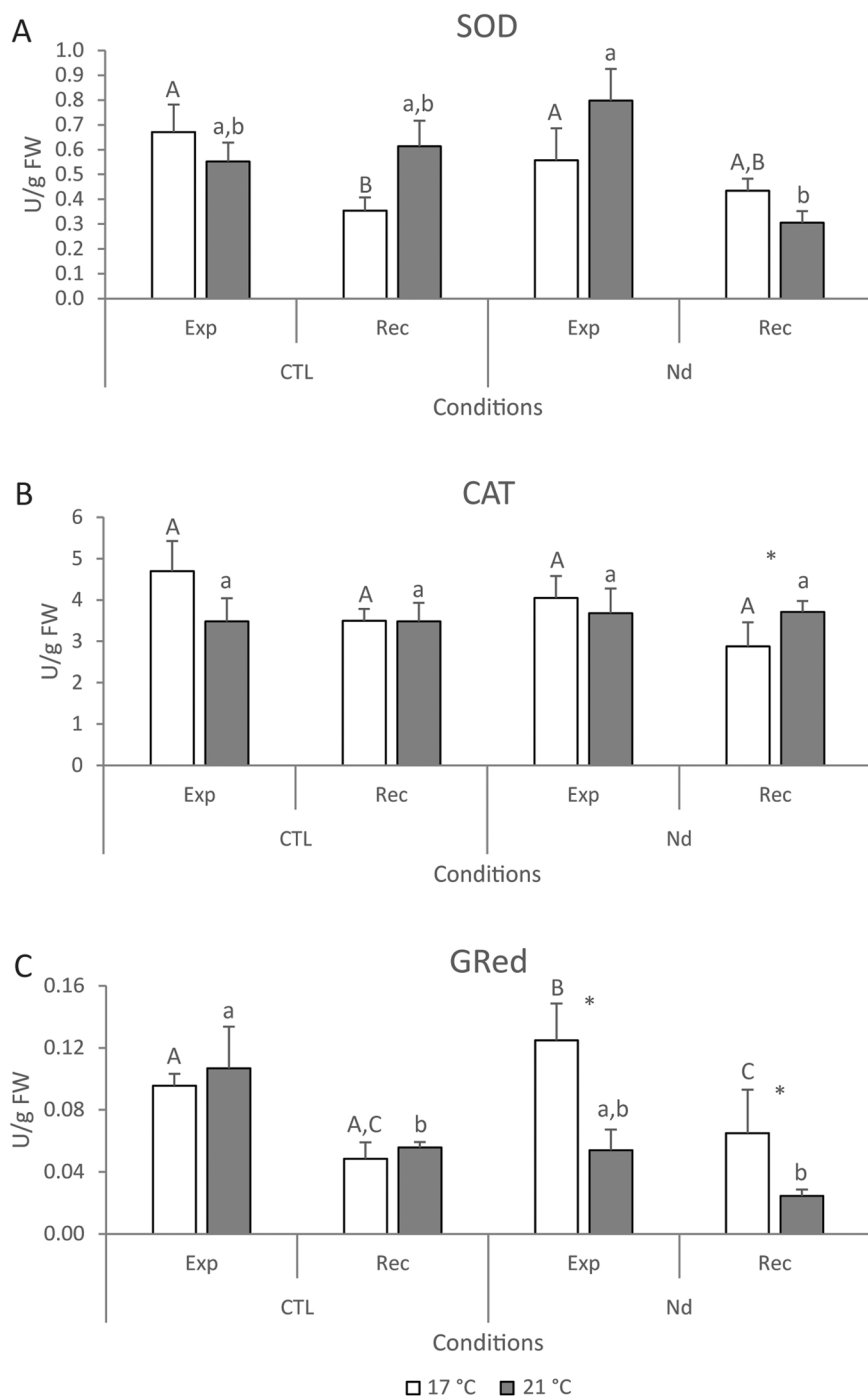 A
SOD
U/g FW
1.0
0.9
0.8
0.7
0.6
0.5
0.4
0.3
0.2
0.1
0.0
A
a,b
B
a,b
A
a
A,B
b
Exp Rec Exp Rec
CTL Nd
Conditions
B
CAT
U/g FW
6
5
4
3
2
1
0
A
a
A
a
A
a
A
*
a
Exp Rec Exp Rec
CTL Nd
Conditions
C
GRed
U/g FW
0.16
0.12
0.08
0.04
0.00
A
a
A,C
b
B
*
a,b
C
*
b
Exp Rec Exp Rec
CTL Nd
Conditions
17 °C 21 °C